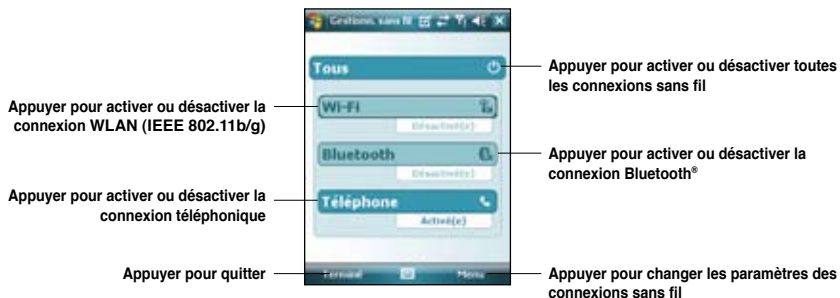 Gestionn. sans fil
Tous
Appuyer pour activer ou désactiver toutes
les connexions sans fil
Appuyer pour activer ou désactiver la
connexion WLAN (IEEE 802.11b/g)
Wi-Fi
Désactivé(e)
Bluetooth
Désactivé(e)
Appuyer pour activer ou désactiver la
connexion Bluetooth®
Appuyer pour activer ou désactiver la
connexion téléphonique
Téléphone
Activé(e)
Appuyer pour quitter
Terminé
Menu
Appuyer pour changer les paramètres des
connexions sans fil